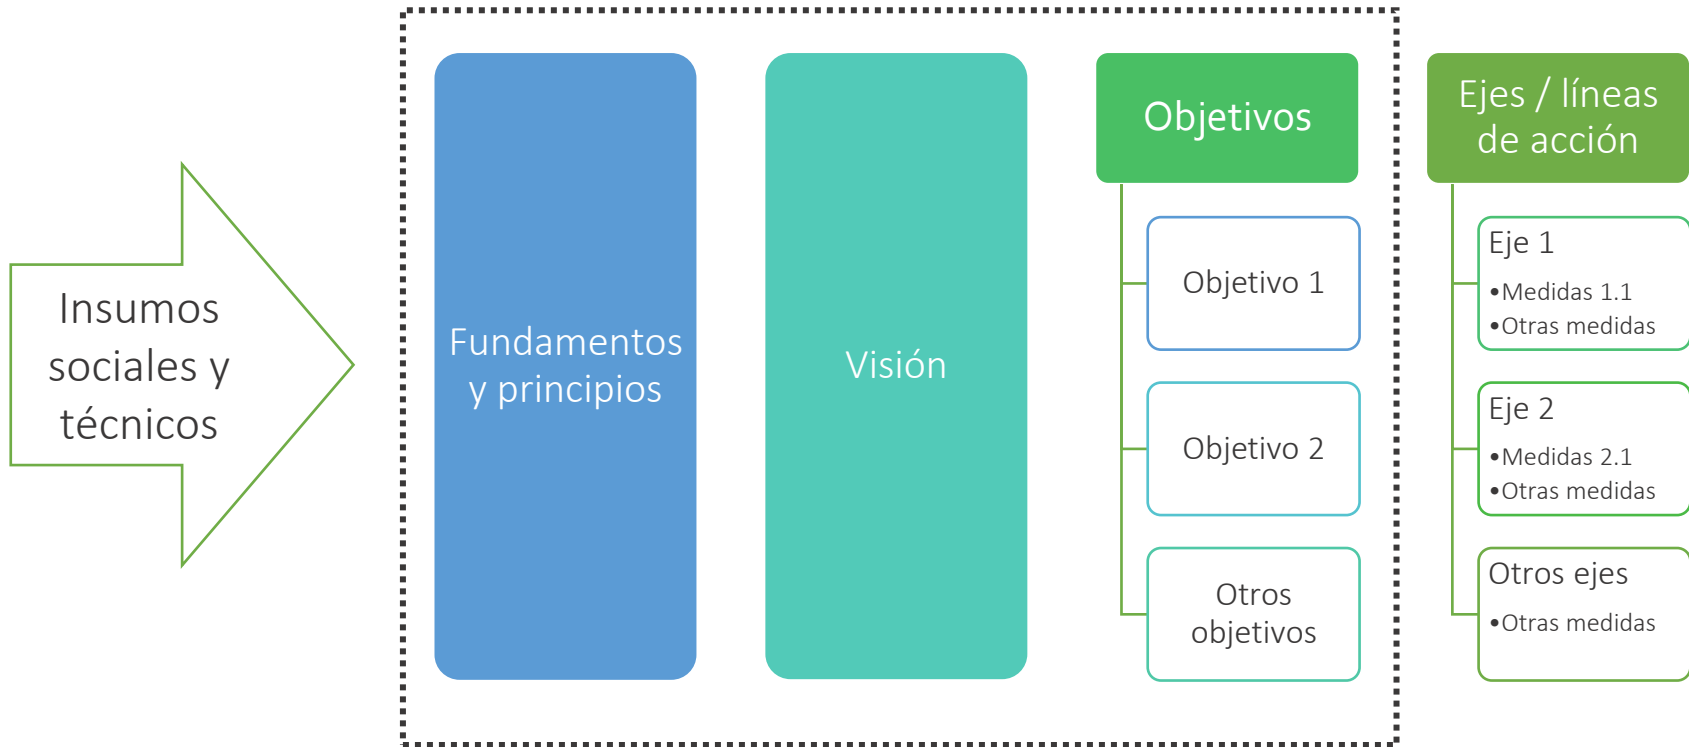 Insumos
sociales y
técnicos
Fundamentos
y principios
Visión
Objetivos
Objetivo 1
Objetivo 2
Otros
objetivos
Ejes / líneas
de acción
Eje 1
•Medidas 1.1
•Otras medidas
Eje 2
•Medidas 2.1
•Otras medidas
Otros ejes
•Otras medidas